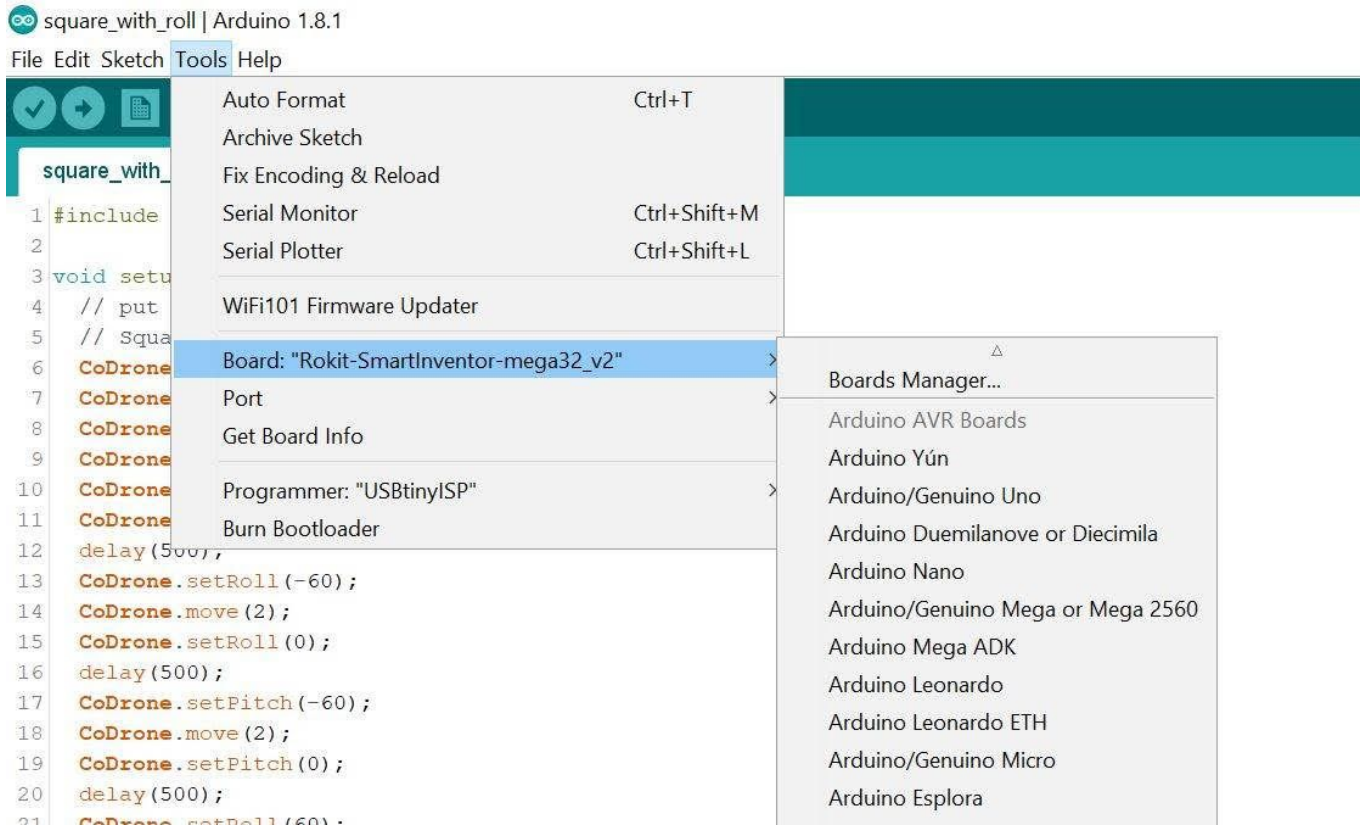 square_with_roll | Arduino 1.8.1
File Edit Sketch Tools Help
square_with_
Auto Format Ctrl+T
Archive Sketch
Fix Encoding & Reload
Serial Monitor Ctrl+Shift+M
Serial Plotter Ctrl+Shift+L
WiFi101 Firmware Updater
Board: "Rokit-SmartInventor-mega32_v2"
Port
Get Board Info
Programmer: "USBtinyISP"
Burn Bootloader
Boards Manager...
Arduino AVR Boards
Arduino Yún
Arduino/Genuino Uno
Arduino Duemilanove or Diecimila
Arduino Nano
Arduino/Genuino Mega or Mega 2560
Arduino Mega ADK
Arduino Leonardo
Arduino Leonardo ETH
Arduino/Genuino Micro
Arduino Esplora
1 #include
2
3 void setu
4 // put
5 // Squa
6 CoDrone
7 CoDrone
8 CoDrone
9 CoDrone
10 CoDrone
11 CoDrone
12 delay(500);
13 CoDrone.setRoll(-60);
14 CoDrone.move(2);
15 CoDrone.setRoll(0);
16 delay(500);
17 CoDrone.setPitch(-60);
18 CoDrone.move(2);
19 CoDrone.setPitch(0);
20 delay(500);
21 CoDrone.setRoll(60);